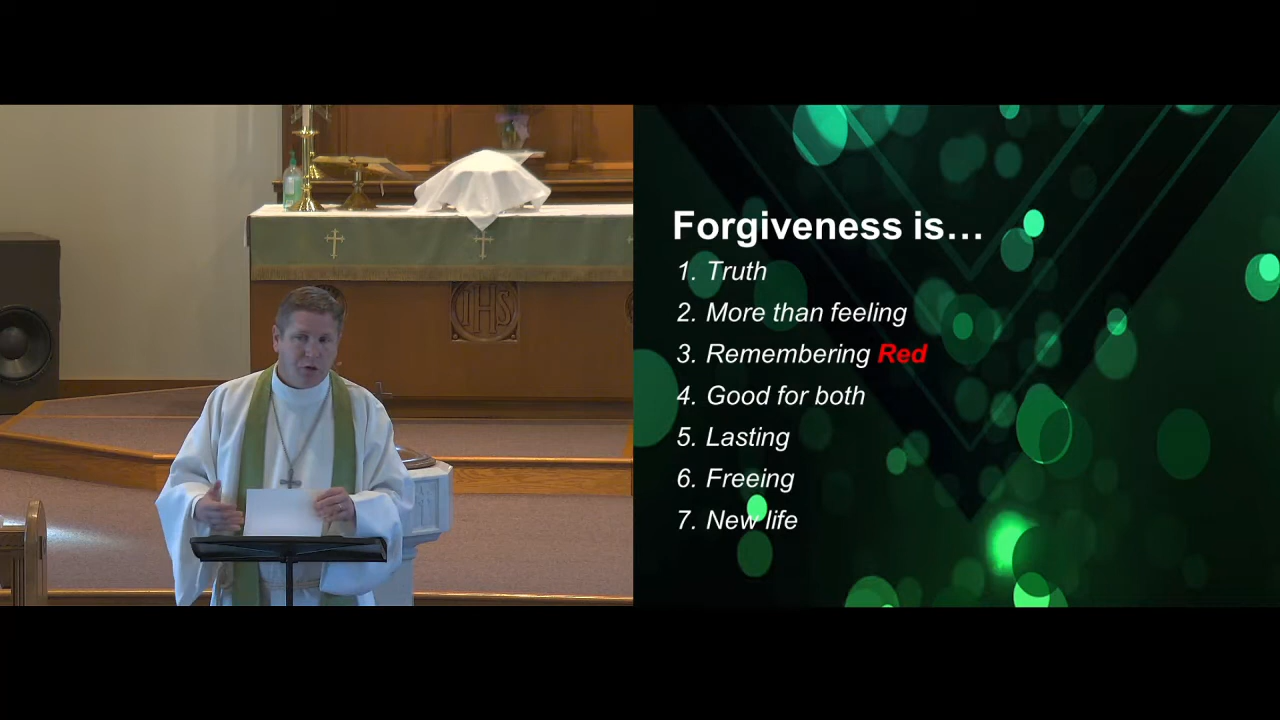 IHS
Forgiveness is…
1. Truth
2. More than feeling
3. Remembering Red
4. Good for both
5. Lasting
6. Freeing
7. New life